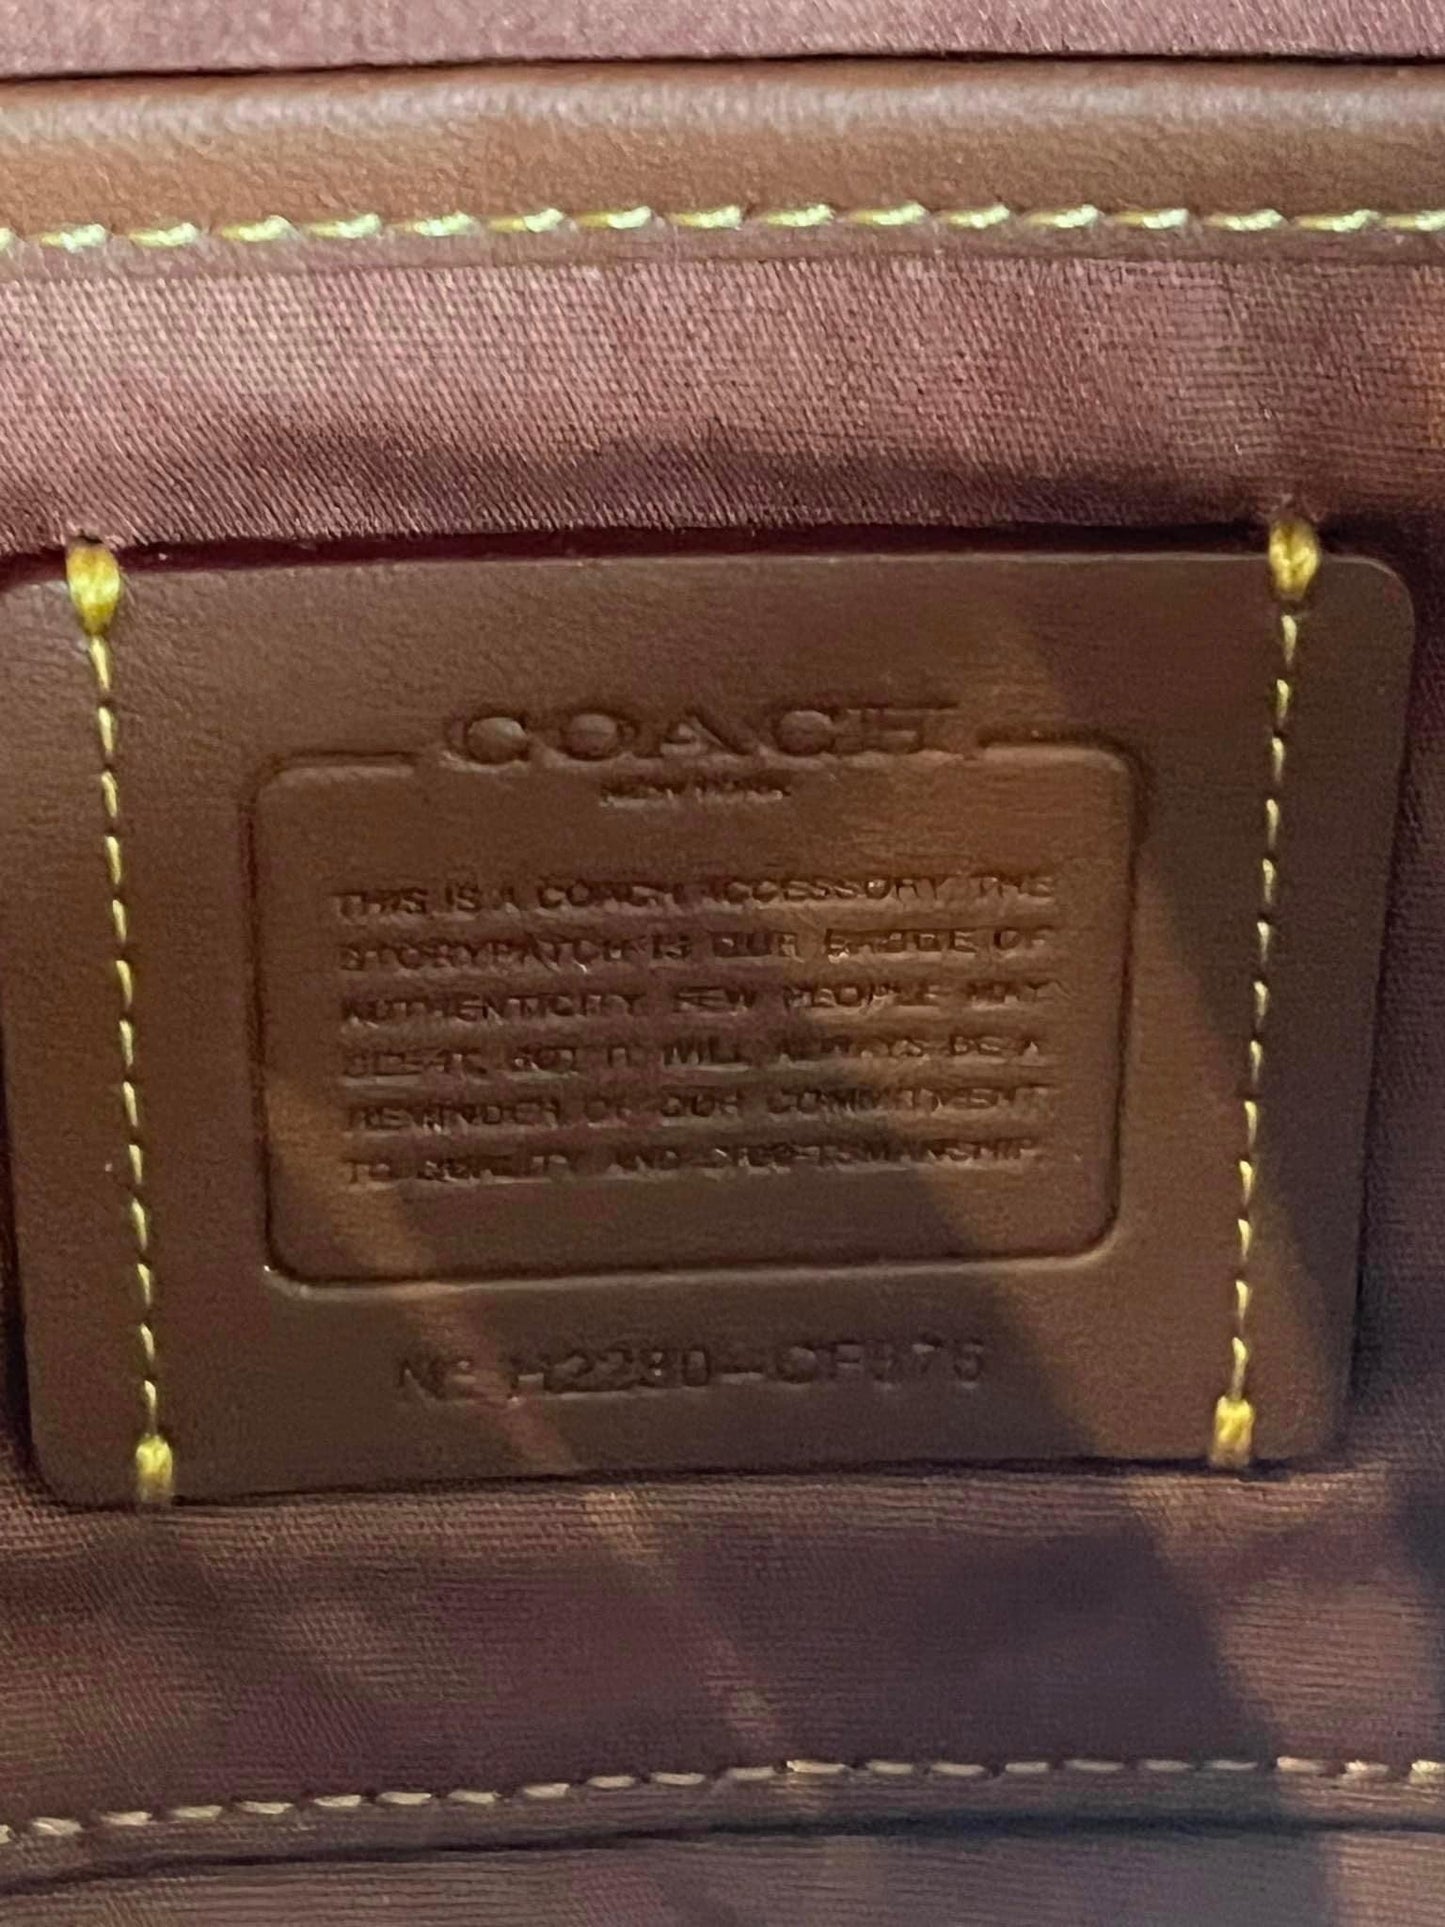 COACH
NEW YORK
THIS IS A COACH ACCESSORY. THE
STORYPATCH IS OUR BADGE OF
AUTHENTICITY. FEW PEOPLE MAY
SEE IT, BUT IT WILL ALWAYS BE A
REMINDER OF OUR COMMITMENT
TO QUALITY AND CRAFTSMANSHIP.
Nº H2280-CF975